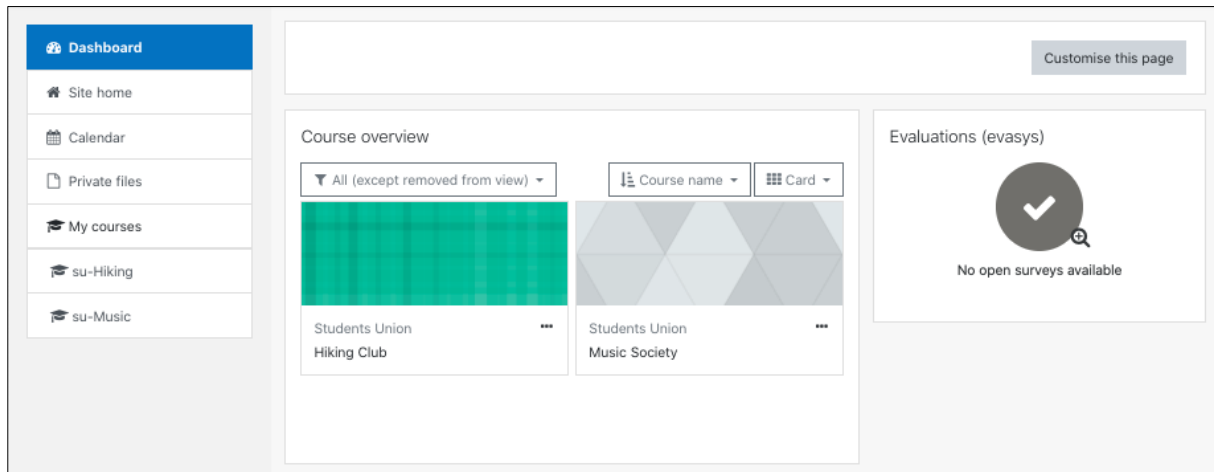 Dashboard
Site home
Calendar
Private files
My courses
su-Hiking
su-Music
Customise this page
Course overview
All (except removed from view)
Course name
Card
Students Union
Hiking Club
Students Union
Music Society
Evaluations (evasys)
No open surveys available